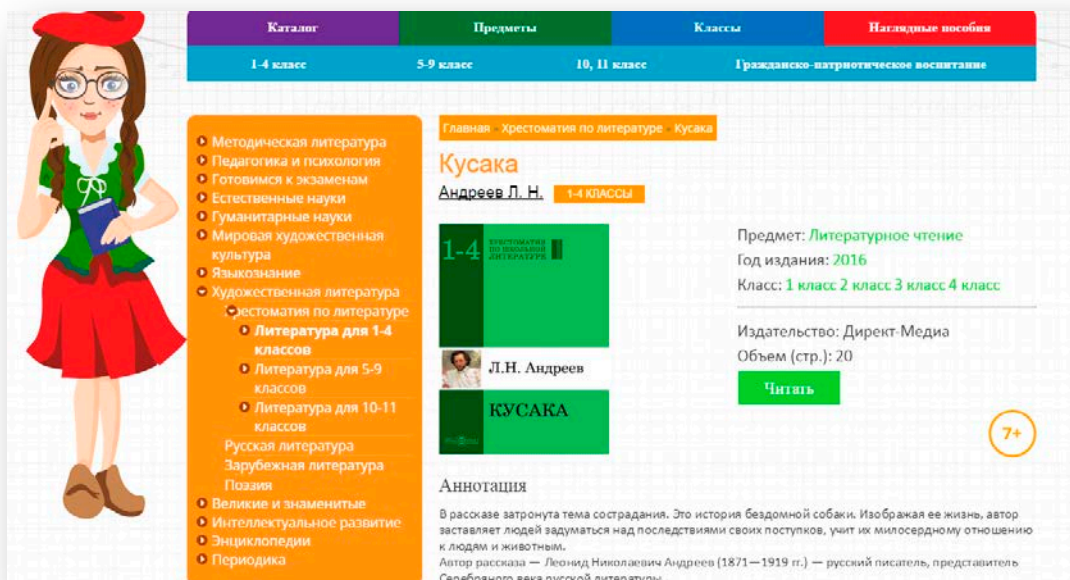 Каталог
Предметы
Классы
Наглядные пособия
1-4 класс
5-9 класс
10, 11 класс
Гражданско-патриотическое воспитание
Методическая литература
Педагогика и психология
Готовимся к экзаменам
Естественные науки
Гуманитарные науки
Мировая художественная
культура
Языкознание
Художественная литература
Хрестоматия по литературе
Литература для 1-4
классов
Литература для 5-9
классов
Литература для 10-11
классов
Русская литература
Зарубежная литература
Поэзия
Великие и знаменитые
Интеллектуальное развитие
Энциклопедии
Периодика
Главная - Хрестоматия по литературе - Кусака
Кусака
Андреев Л. Н.
1-4 КЛАССЫ
1-4
ХРЕСТОМАТИЯ
ПО ШКОЛЬНОЙ
ЛИТЕРАТУРЕ
Л.Н. Андреев
КУСАКА
Предмет: Литературное чтение
Год издания: 2016
Класс: 1 класс 2 класс 3 класс 4 класс
Издательство: Директ-Медиа
Объем (стр.): 20
Читать
7+
Аннотация
В рассказе затронута тема сострадания. Это история бездомной собаки. Изображая ее жизнь, автор
заставляет людей задуматься над последствиями своих поступков, учит их милосердному отношению
к людям и животным.
Автор рассказа — Леонид Николаевич Андреев (1871—1919 гг.) — русский писатель, представитель
Серебряного века русской литературы.